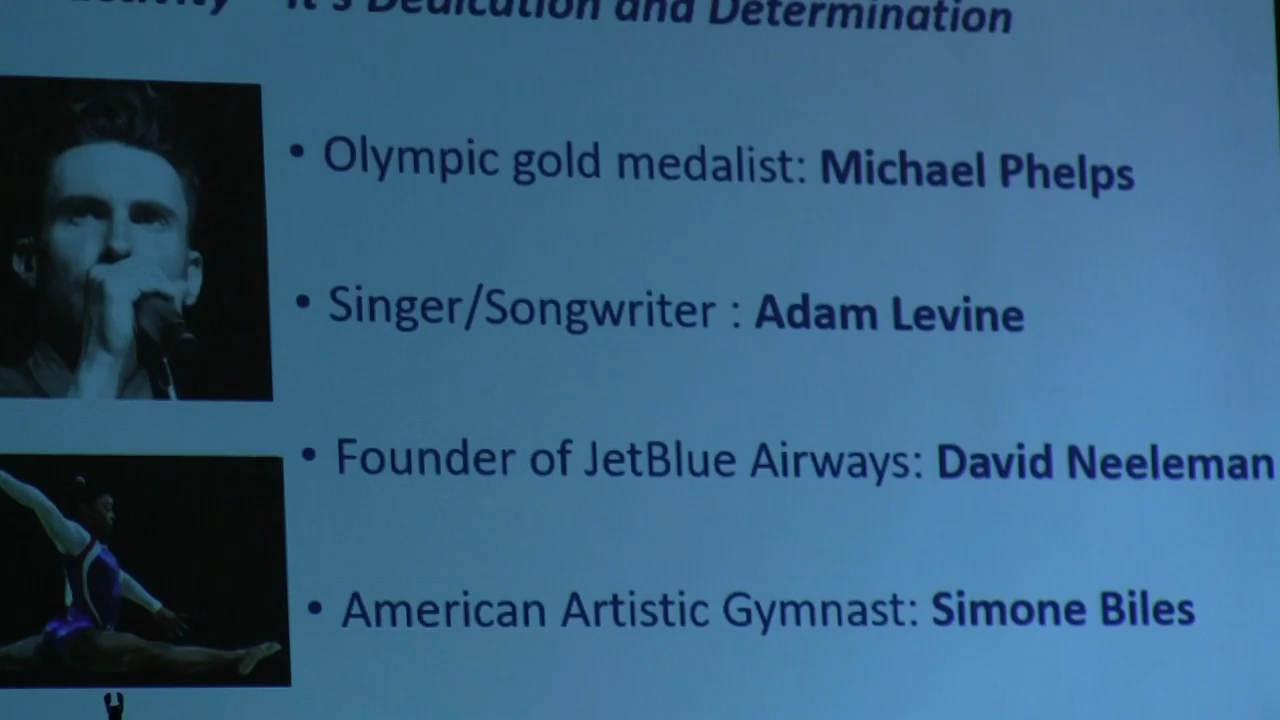 It's Dedication and Determination
• Olympic gold medalist: Michael Phelps
• Singer/Songwriter : Adam Levine
• Founder of JetBlue Airways: David Neeleman
• American Artistic Gymnast: Simone Biles